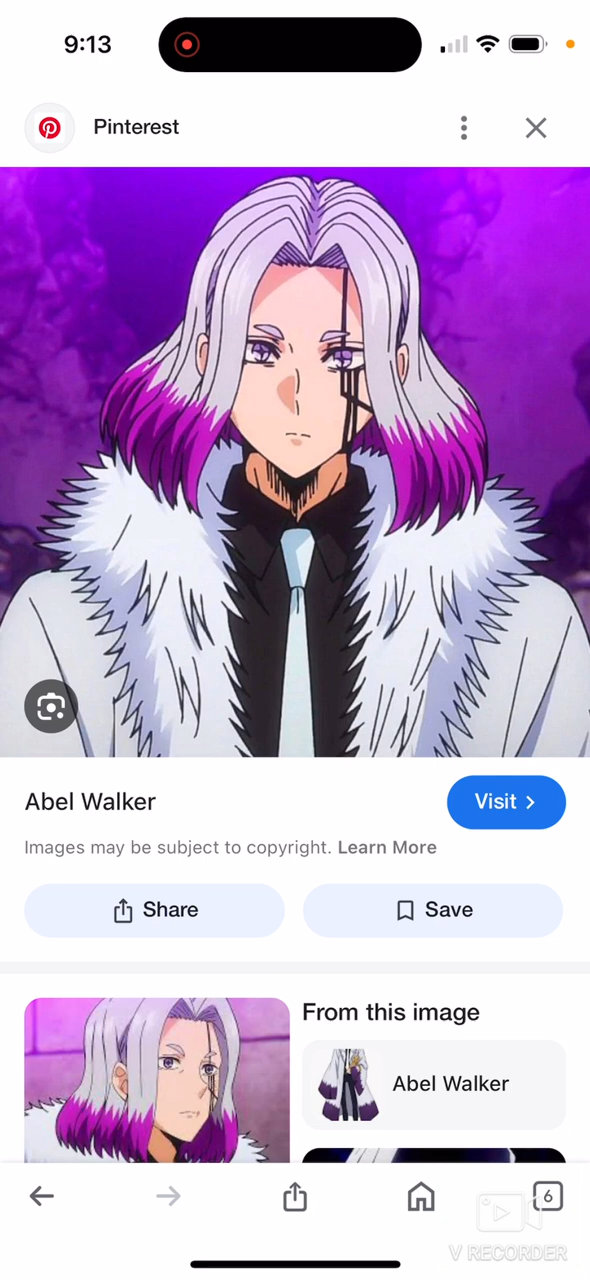 9:13
Pinterest
Abel Walker
Visit
Images may be subject to copyright. Learn More
Share
Save
From this image
Abel Walker
6
V RECORDER